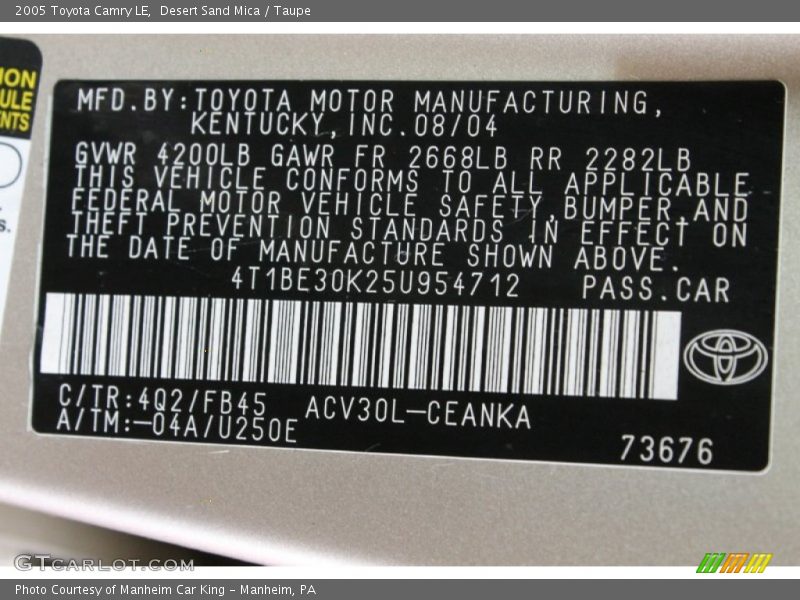 2005 Toyota Camry LE, Desert Sand Mica / Taupe
ION
ULE
NTS
s.
MFD.BY:TOYOTA MOTOR MANUFACTURING,
KENTUCKY,INC.08/04
GVWR 4200LB GAWR FR 2668LB RR 2282LB
THIS VEHICLE CONFORMS TO ALL APPLICABLE
FEDERAL MOTOR VEHICLE SAFETY,BUMPER,AND
THEFT PREVENTION STANDARDS IN EFFECT ON
THE DATE OF MANUFACTURE SHOWN ABOVE.
4T1BE30K25U954712 PASS.CAR
C/TR:4Q2/FB45 ACV30L-CEANKA
A/TM:-04A/U250E
73676
GTcarlot.com
Photo Courtesy of Manheim Car King - Manheim, PA